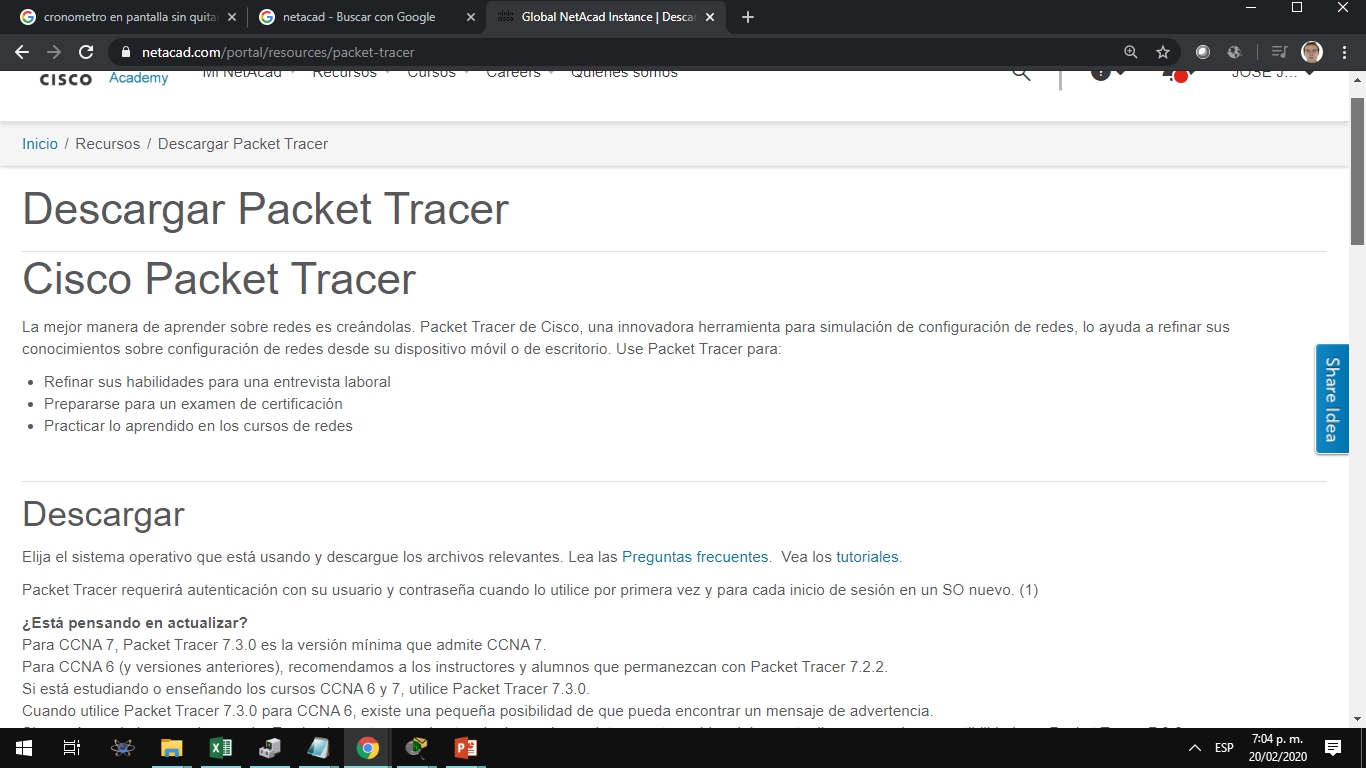 cronometro en pantalla sin quita
netacad - Buscar con Google
Global NetAcad Instance | Desca
netacad.com/portal/resources/packet-tracer
CISCO Academy Mi NetAcad Recursos Cursos Careers Quiénes somos ? JOSE J...
Inicio / Recursos / Descargar Packet Tracer
Descargar Packet Tracer
Cisco Packet Tracer
La mejor manera de aprender sobre redes es creándolas. Packet Tracer de Cisco, una innovadora herramienta para simulación de configuración de redes, lo ayuda a refinar sus
conocimientos sobre configuración de redes desde su dispositivo móvil o de escritorio. Use Packet Tracer para:
• Refinar sus habilidades para una entrevista laboral
• Prepararse para un examen de certificación
• Practicar lo aprendido en los cursos de redes
Share Idea
Descargar
Elija el sistema operativo que está usando y descargue los archivos relevantes. Lea las Preguntas frecuentes. Vea los tutoriales.
Packet Tracer requerirá autenticación con su usuario y contraseña cuando lo utilice por primera vez y para cada inicio de sesión en un SO nuevo. (1)
¿Está pensando en actualizar?
Para CCNA 7, Packet Tracer 7.3.0 es la versión mínima que admite CCNA 7.
Para CCNA 6 (y versiones anteriores), recomendamos a los instructores y alumnos que permanezcan con Packet Tracer 7.2.2.
Si está estudiando o enseñando los cursos CCNA 6 y 7, utilice Packet Tracer 7.3.0.
Cuando utilice Packet Tracer 7.3.0 para CCNA 6, existe una pequeña posibilidad de que pueda encontrar un mensaje de advertencia.
ESP
7:04 p. m.
20/02/2020